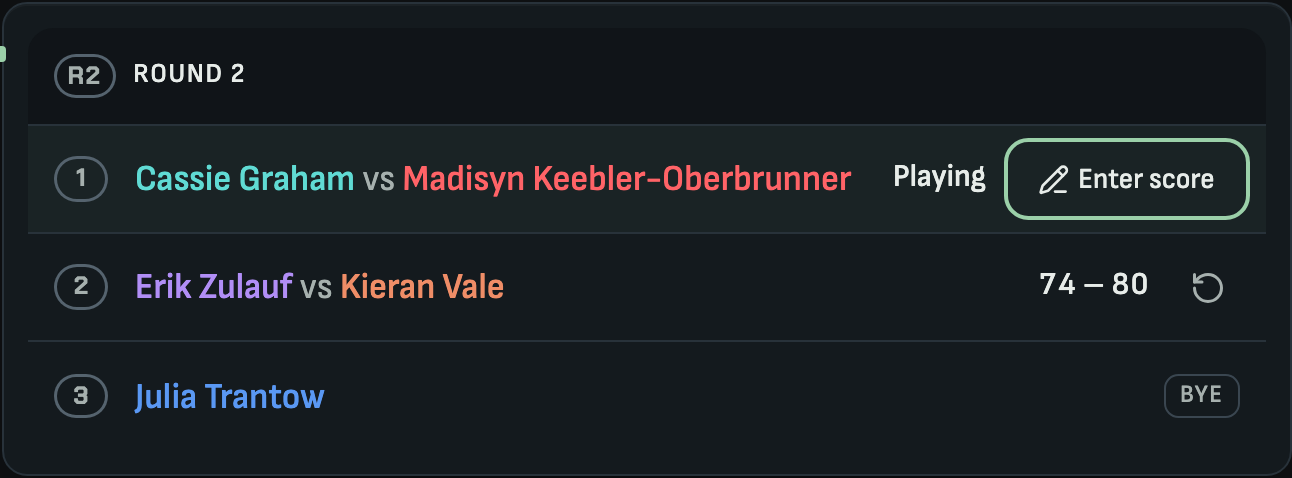 R2 ROUND 2
1 Cassie Graham vs Madisyn Keebler-Oberbrunner Playing Enter score
2 Erik Zulauf vs Kieran Vale 74 – 80
3 Julia Trantow BYE